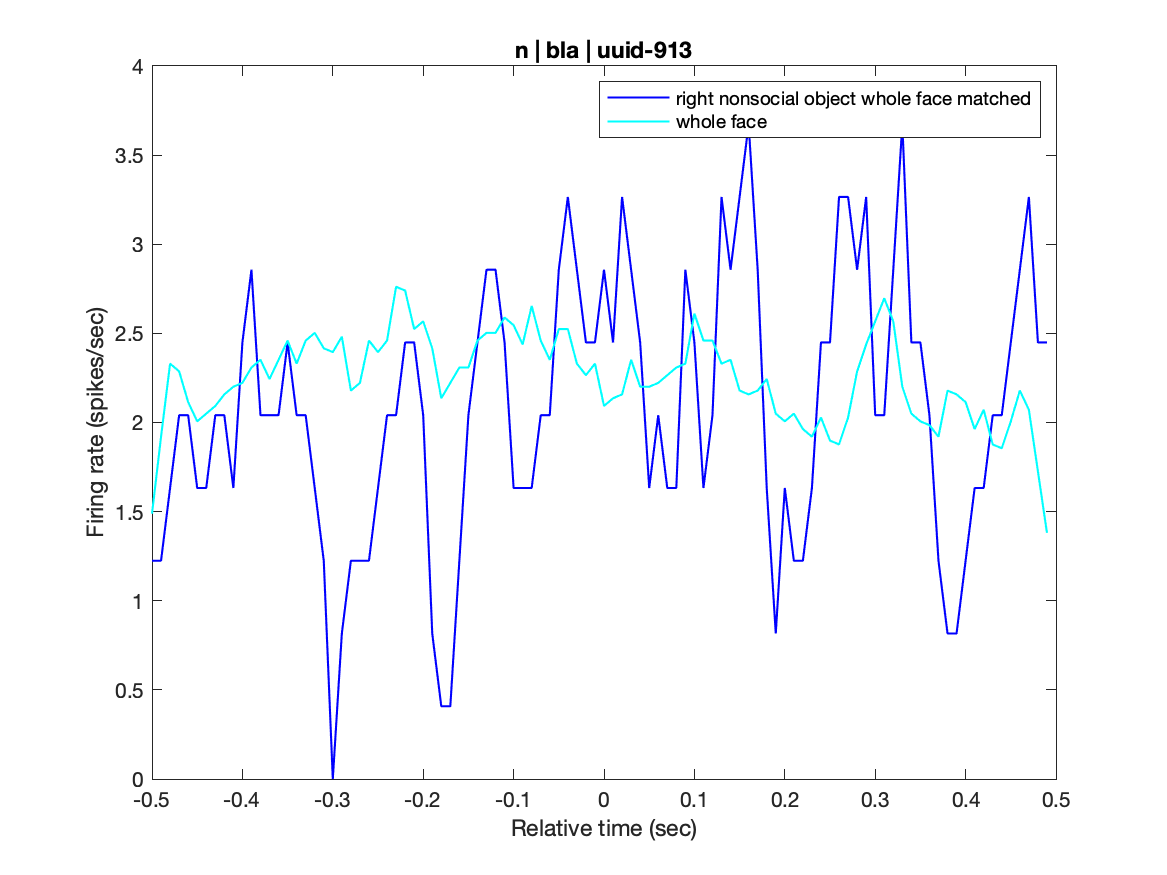 n | bla | uuid-913
right nonsocial object whole face matched
whole face
Firing rate (spikes/sec)
4
3.5
3
2.5
2
1.5
1
0.5
0
-0.5 -0.4 -0.3 -0.2 -0.1 0 0.1 0.2 0.3 0.4 0.5
Relative time (sec)